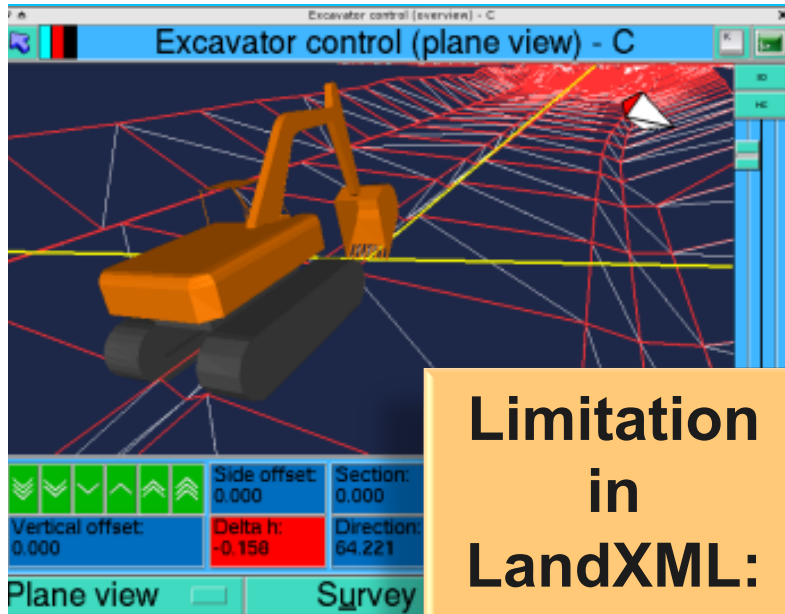 Excavator control (overview) - C
Excavator control (plane view) - C
3D
Side offset:
0.000
Section:
0.000
Vertical offset:
0.000
Delta h:
-0.158
Direction:
64.221
Plane view
Survey
Limitation
in
LandXML: